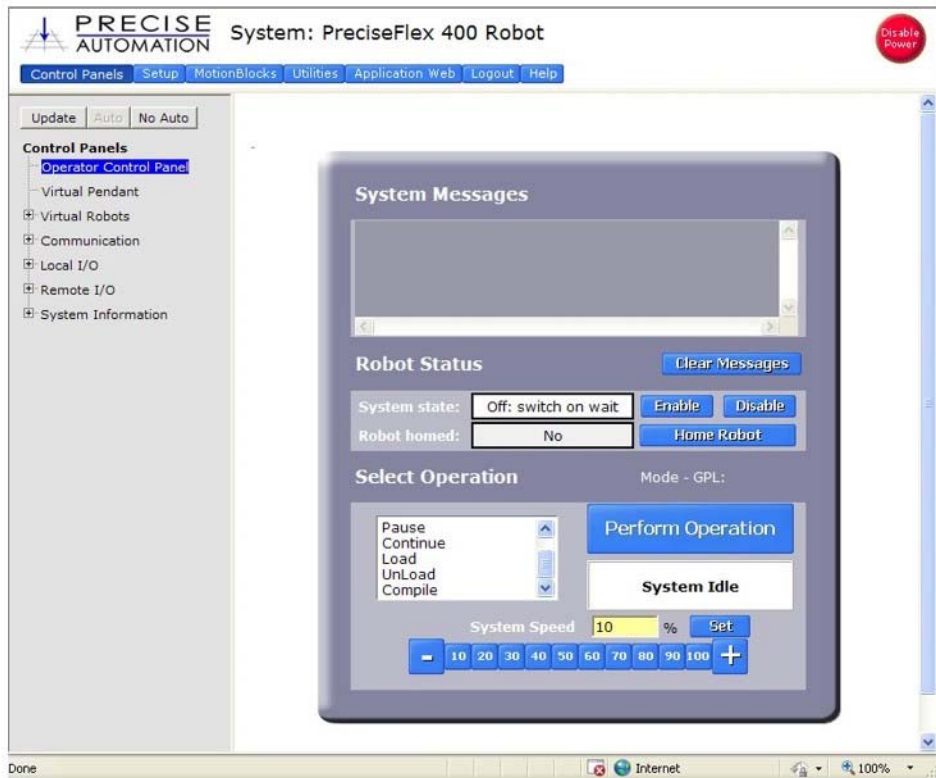 PRECISE
AUTOMATION
System: PreciseFlex 400 Robot
Disable
Power
Control Panels Setup MotionBlocks Utilities Application Web Logout Help
Update Auto No Auto
Control Panels
Operator Control Panel
Virtual Pendant
Virtual Robots
Communication
Local I/O
Remote I/O
System Information
System Messages
Robot Status Clear Messages
System state: Off: switch on wait Enable Disable
Robot homed: No Home Robot
Select Operation Mode - GPL:
Pause
Continue
Load
UnLoad
Compile
Perform Operation
System Idle
System Speed 10 % Set
- 10 20 30 40 50 60 70 80 90 100 +
Done Internet 100%